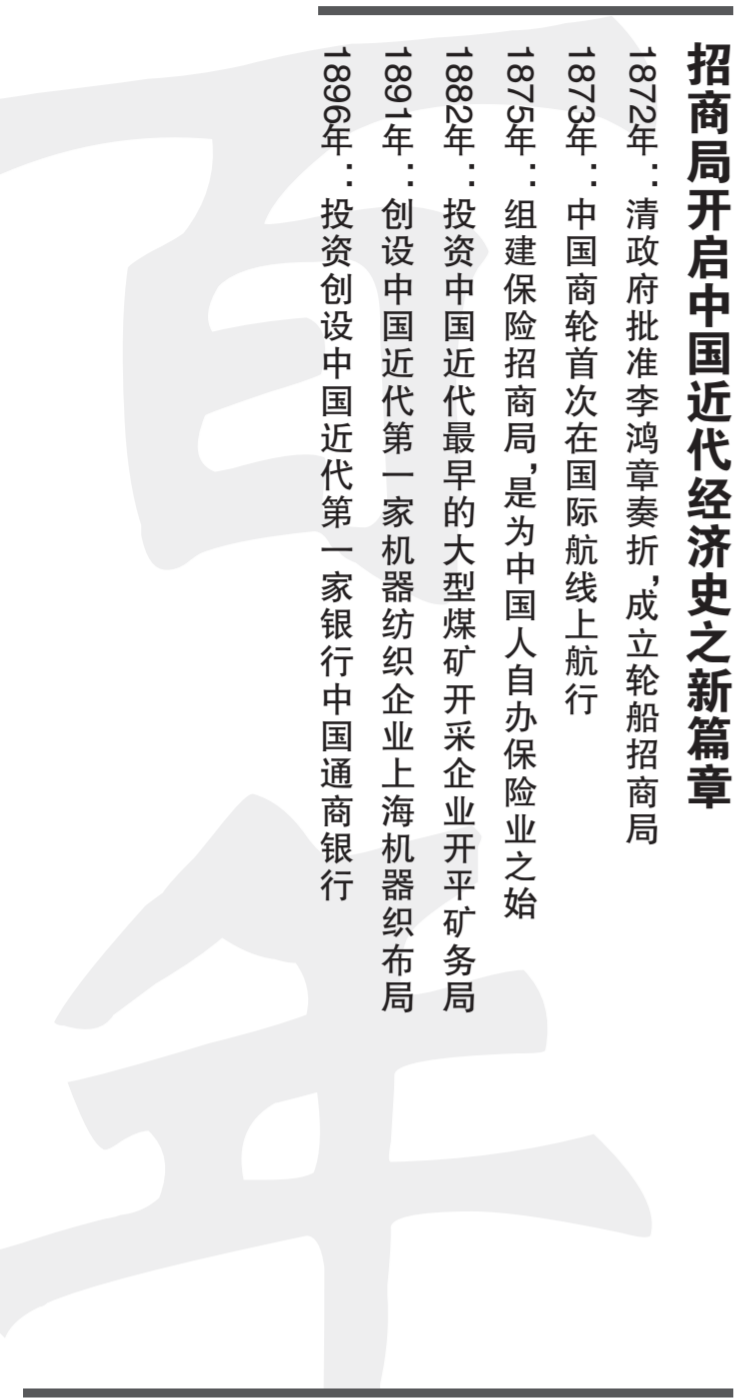 招商局开启中国近代经济史之新篇章
1872年：清政府批准李鸿章奏折，成立轮船招商局
1873年：中国商轮首次在国际航线上航行
1875年：组建保险招商局，是为中国人自办保险业之始
1882年：投资中国近代最早的大型煤矿开采企业开平矿务局
1891年：创设中国近代第一家机器纺织企业上海机器织布局
1896年：投资创设中国近代第一家银行中国通商银行
百年